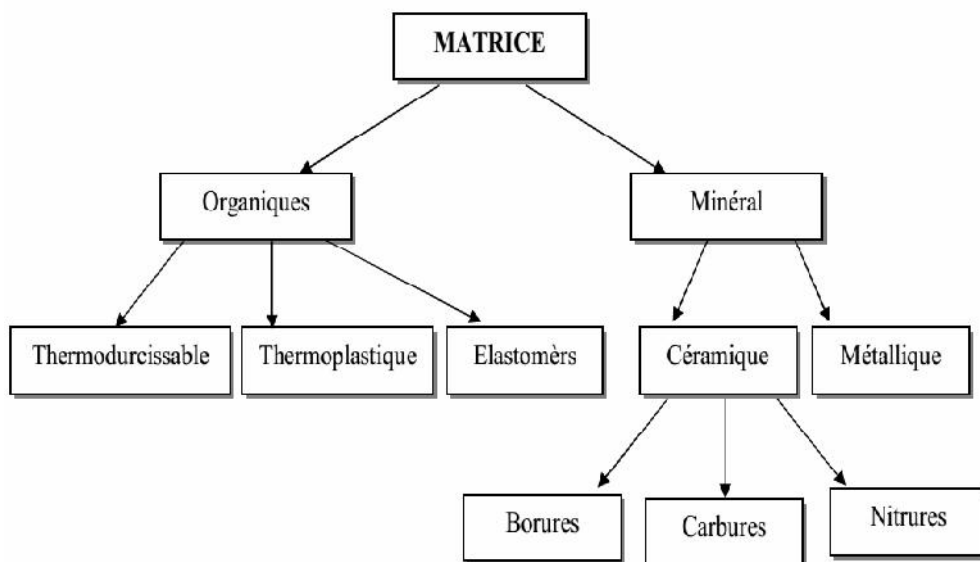 MATRICE
Organiques
Minéral
Thermodurcissable
Thermoplastique
Elastomèrs
Céramique
Métallique
Borures
Carbures
Nitrures